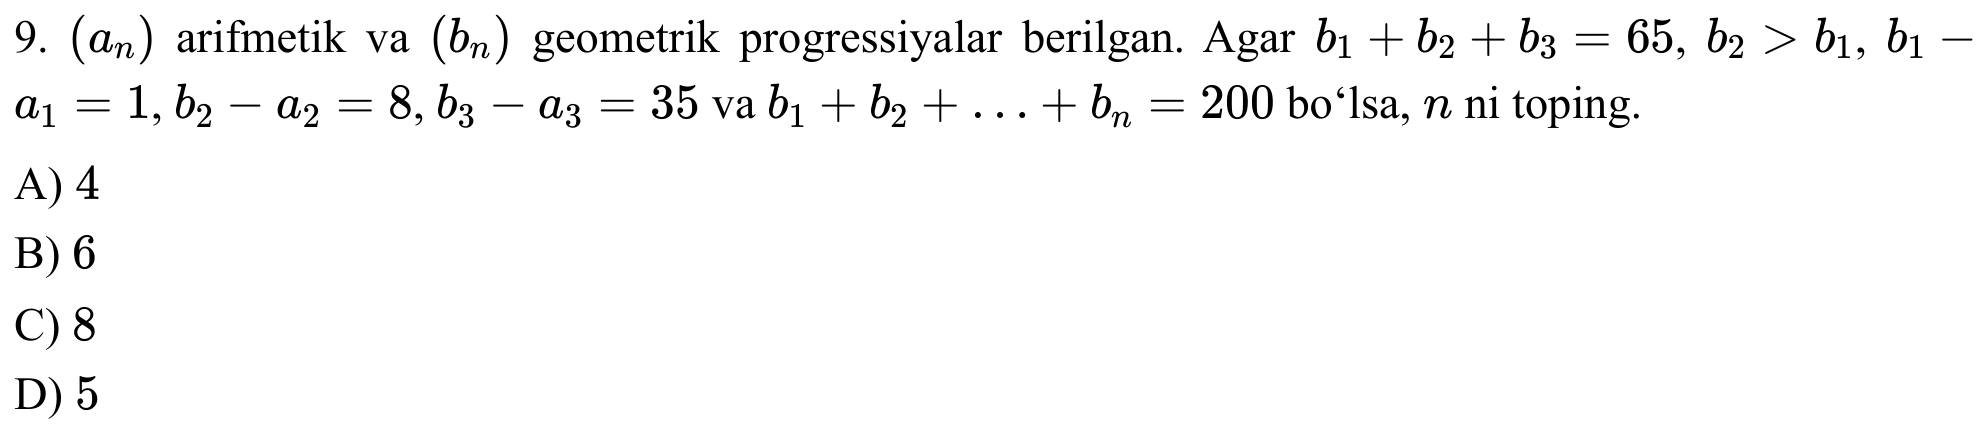 9. (aₙ) arifmetik va (bₙ) geometrik progressiyalar berilgan. Agar b₁ + b₂ + b₃ = 65, b₂ > b₁, b₁ −
a₁ = 1, b₂ − a₂ = 8, b₃ − a₃ = 35 va b₁ + b₂ + . . . + bₙ = 200 bo‘lsa, n ni toping.
A) 4
B) 6
C) 8
D) 5